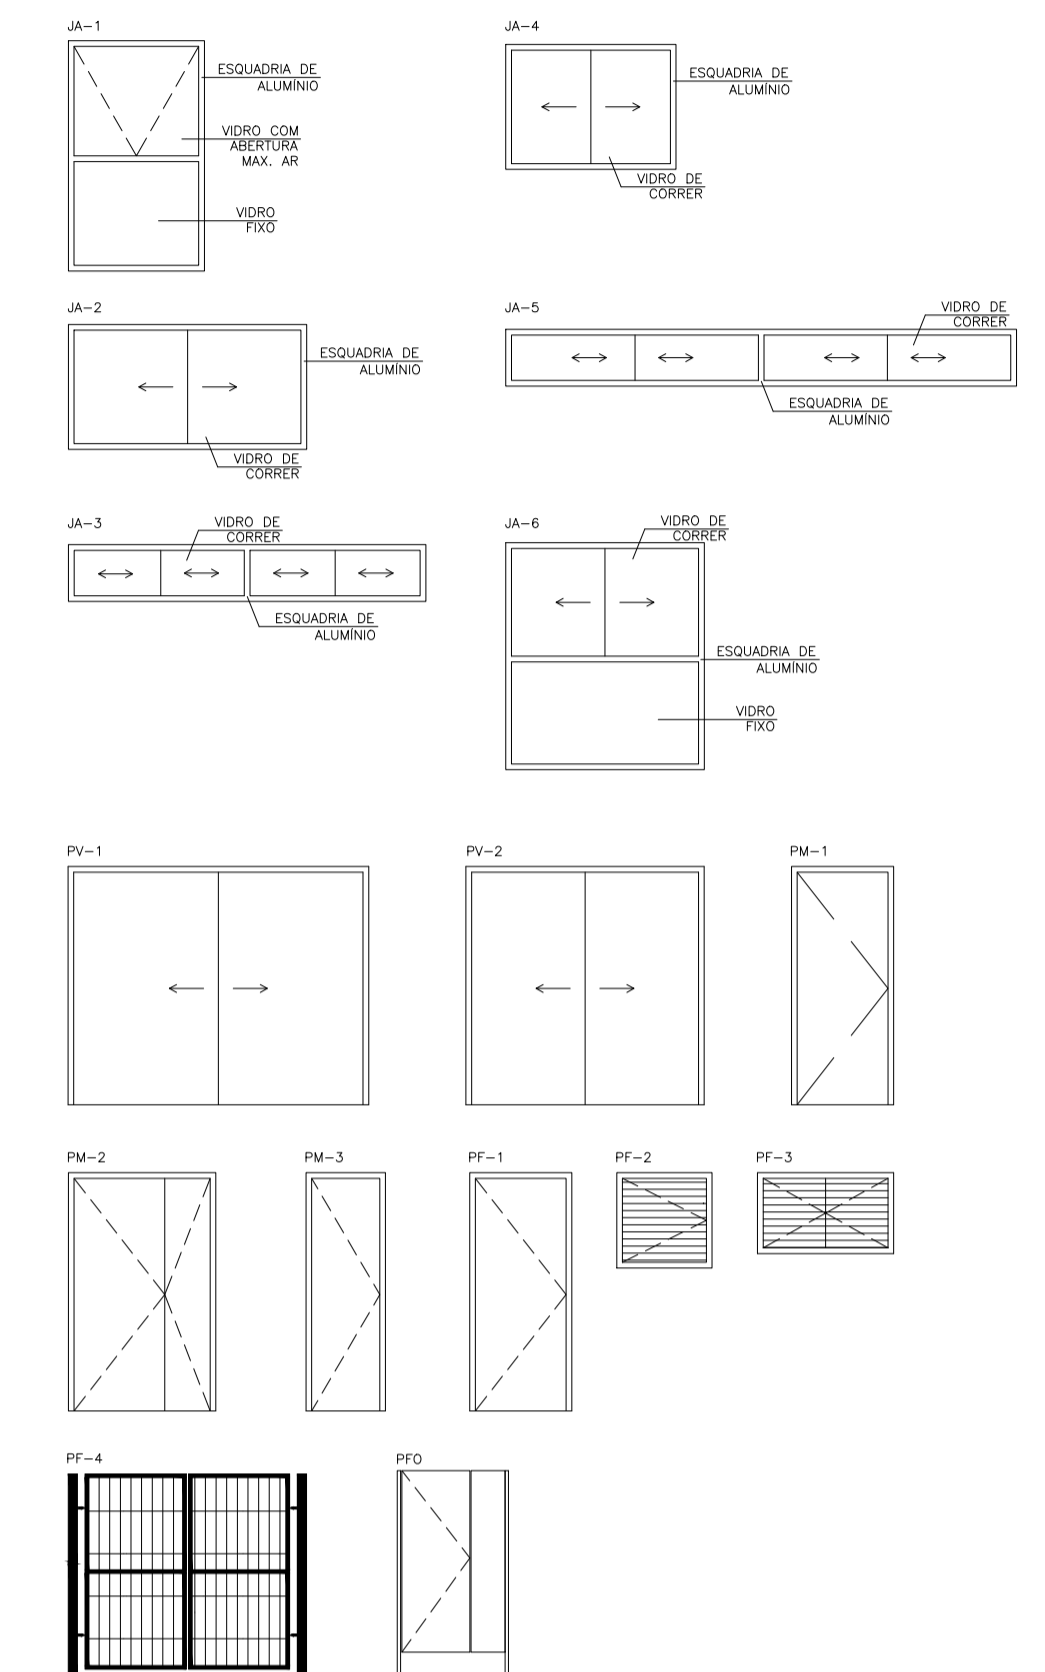 JA-1
ESQUADRIA DE
ALUMÍNIO
VIDRO COM
ABERTURA
MAX. AR
VIDRO
FIXO
JA-4
ESQUADRIA DE
ALUMÍNIO
VIDRO DE
CORRER
JA-2
ESQUADRIA DE
ALUMÍNIO
VIDRO DE
CORRER
JA-5
VIDRO DE
CORRER
ESQUADRIA DE
ALUMÍNIO
JA-3
VIDRO DE
CORRER
ESQUADRIA DE
ALUMÍNIO
JA-6
VIDRO DE
CORRER
ESQUADRIA DE
ALUMÍNIO
VIDRO
FIXO
PV-1
PV-2
PM-1
PM-2
PM-3
PF-1
PF-2
PF-3
PF-4
PFO